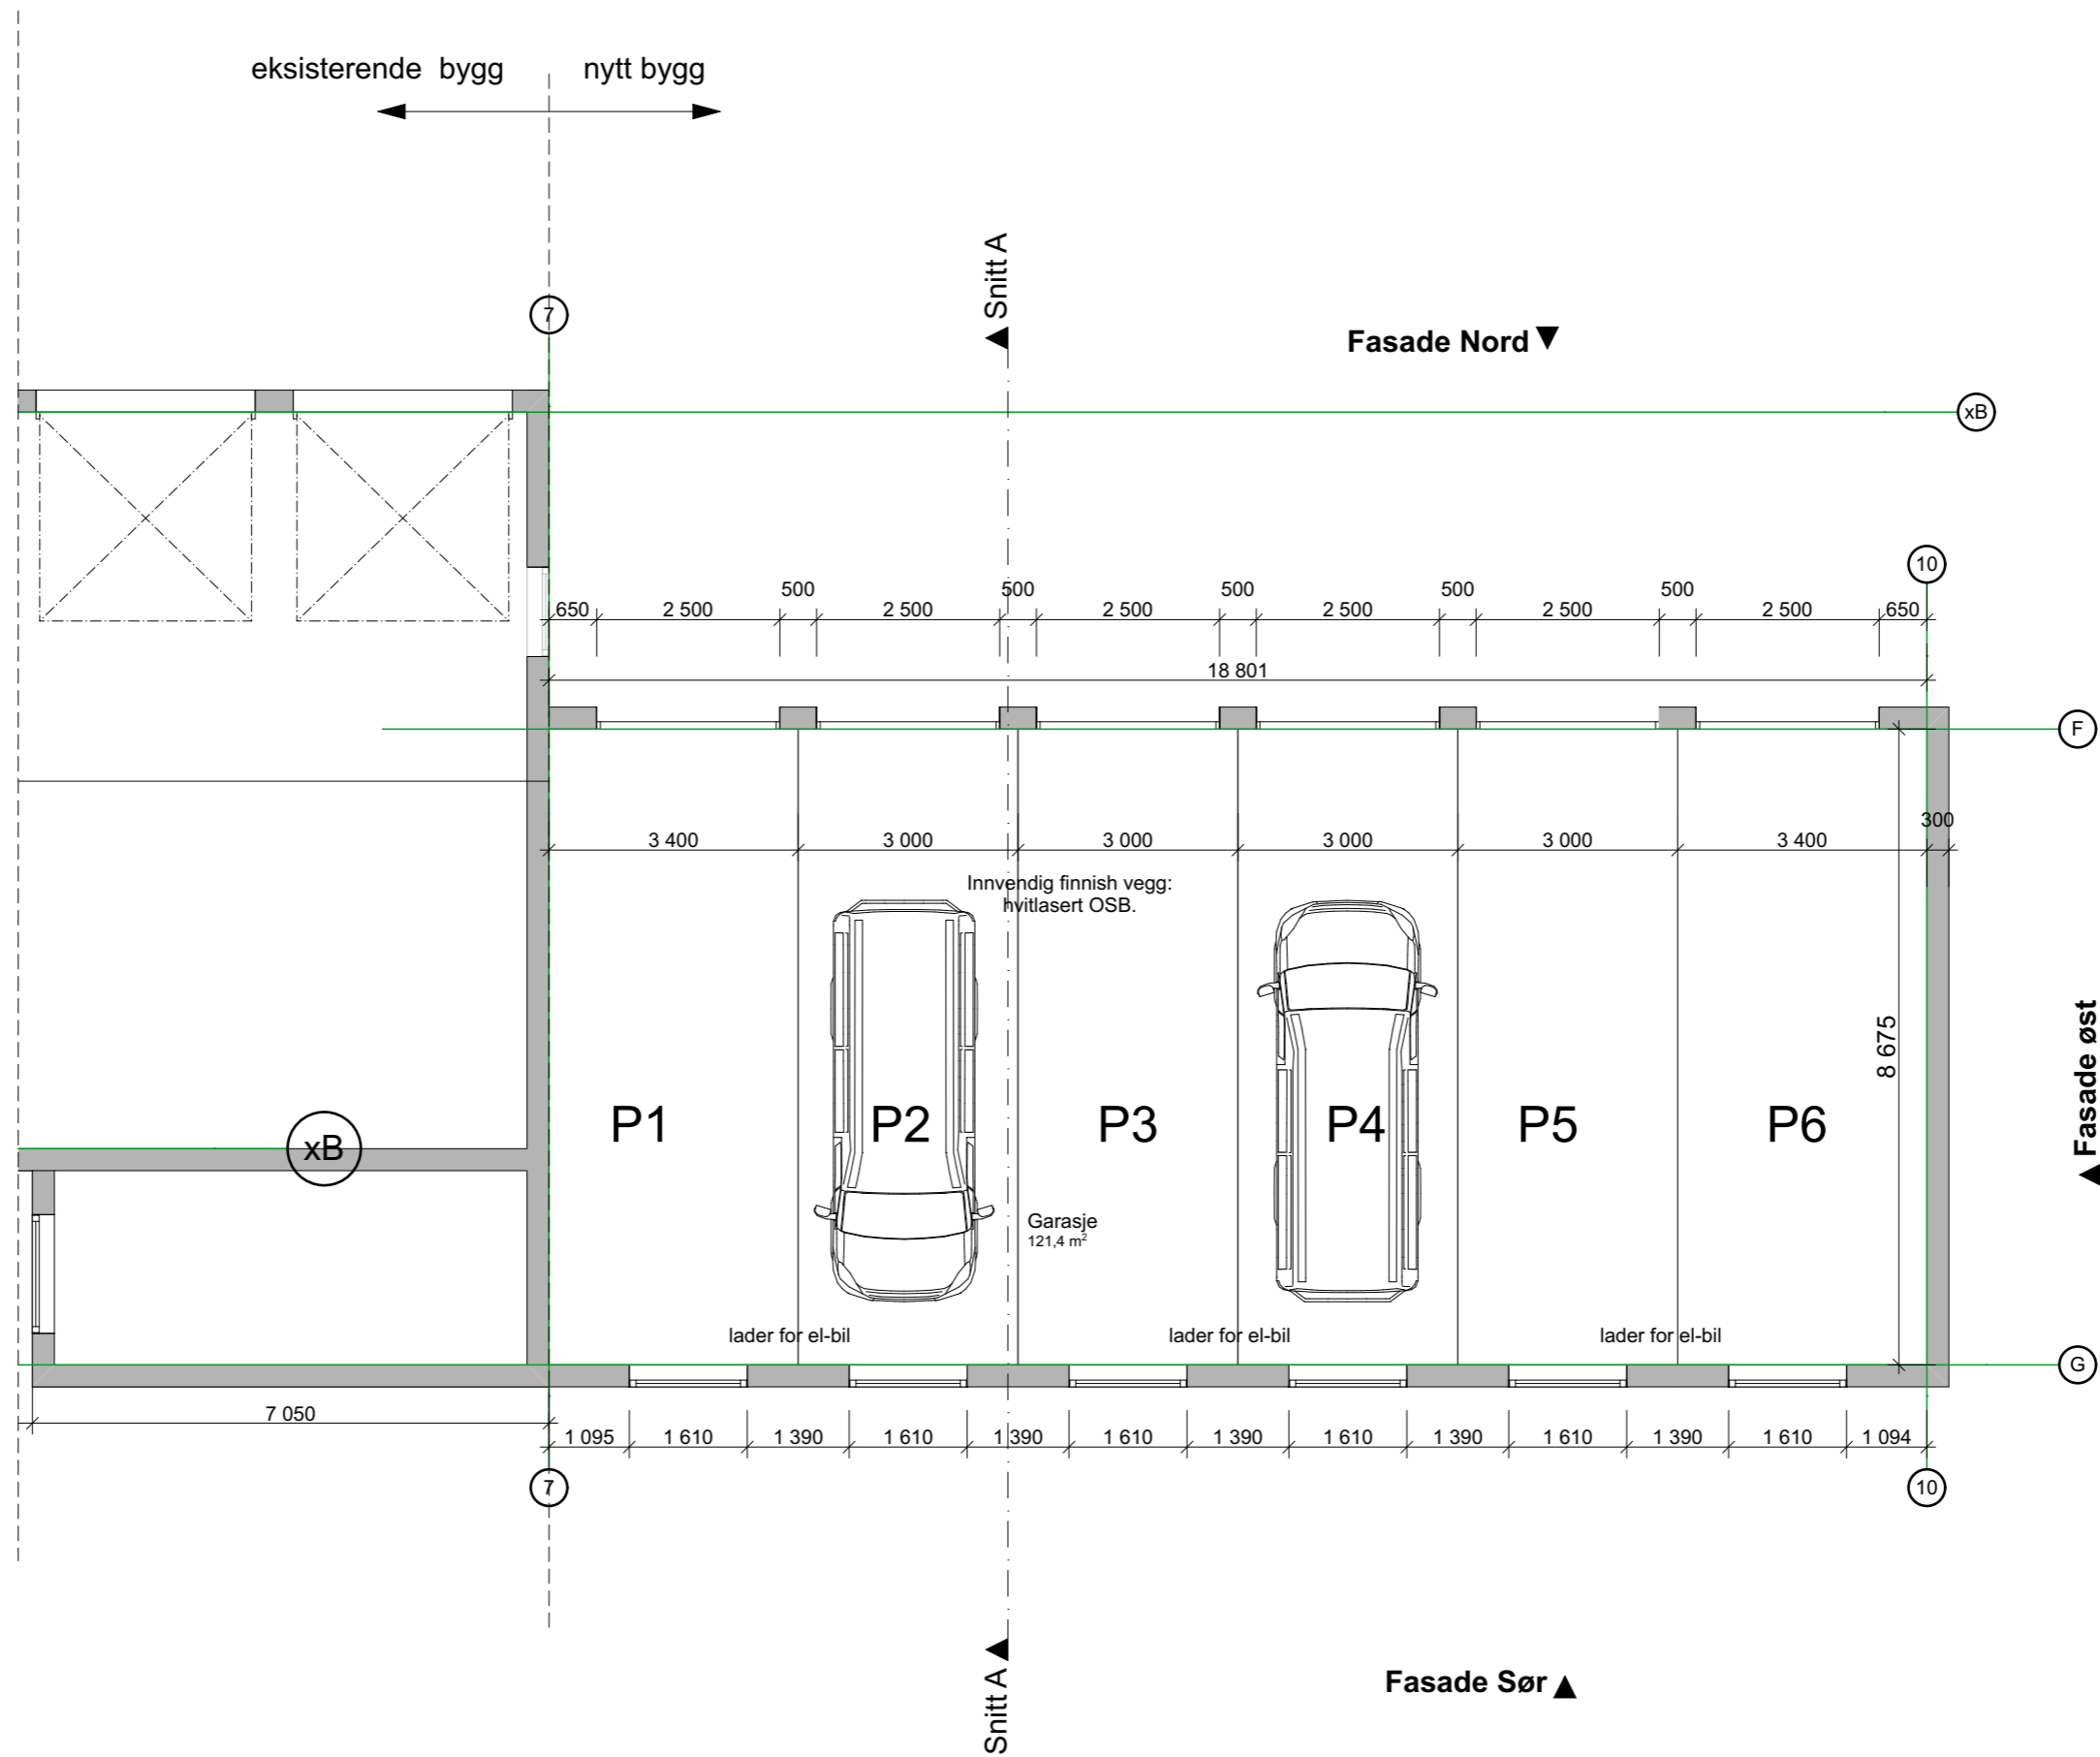 eksisterende bygg
nytt bygg
Snitt A
7
Fasade Nord
xB
10
500 500 500 500 500
650 2 500 2 500 2 500 2 500 2 500 2 500 650
18 801
F
300
3 400 3 000 3 000 3 000 3 000 3 400
Innvendig finnish vegg:
hvitlasert OSB.
8 675
Fasade øst
P1 P2 P3 P4 P5 P6
xB
Garasje
121,4 m²
lader for el-bil lader for el-bil lader for el-bil
G
7 050
1 095 1 610 1 390 1 610 1 390 1 610 1 390 1 610 1 390 1 610 1 390 1 610 1 094
7
10
Snitt A
Fasade Sør